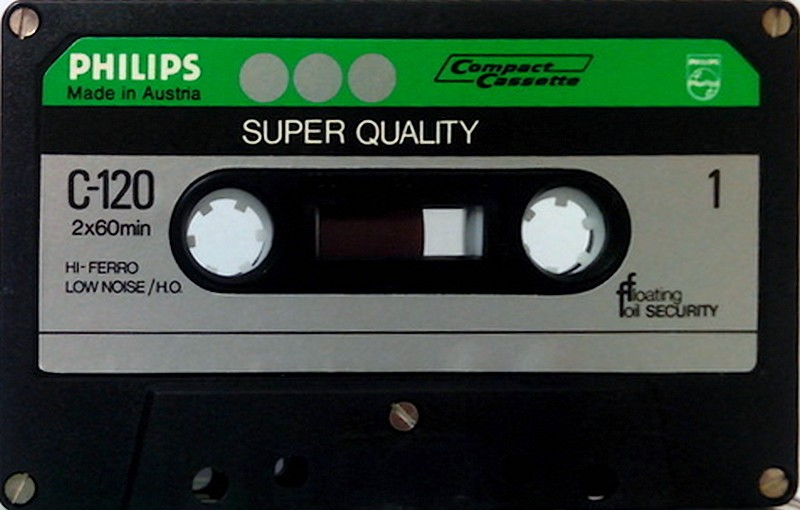 PHILIPS
Made in Austria
Compact
Cassette
PHILIPS
SUPER QUALITY
C-120
2x60min
1
HI-FERRO
LOW NOISE/H.O.
floating
foil SECURITY